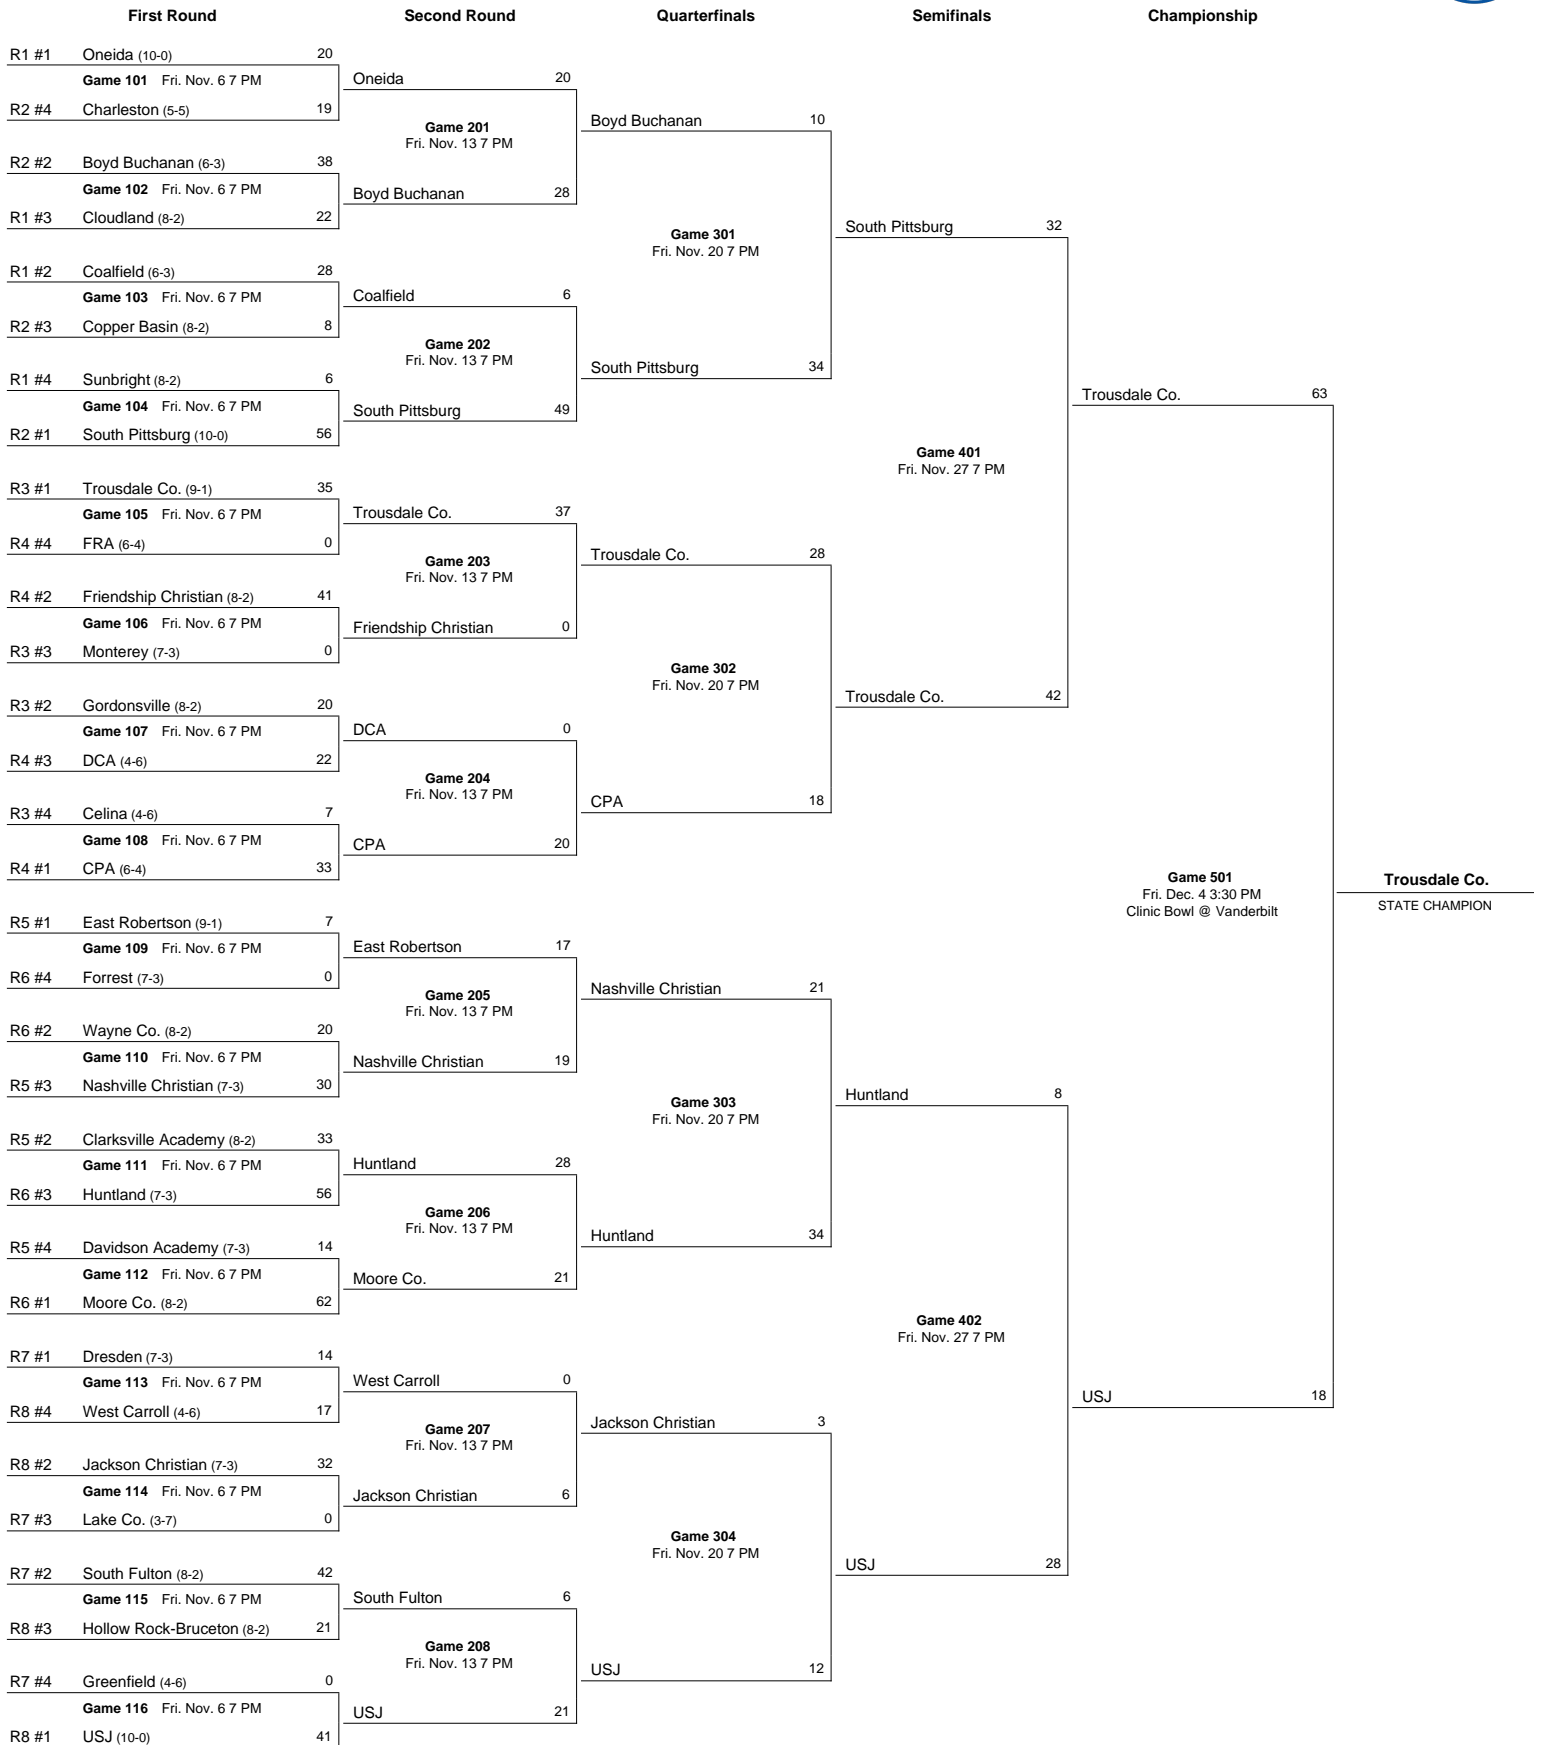 First Round Second Round Quarterfinals Semifinals Championship
R1 #1 Oneida (10-0) 20
Game 101 Fri. Nov. 6 7 PM
R2 #4 Charleston (5-5) 19
R2 #2 Boyd Buchanan (6-3) 38
Game 102 Fri. Nov. 6 7 PM
R1 #3 Cloudland (8-2) 22
R1 #2 Coalfield (6-3) 28
Game 103 Fri. Nov. 6 7 PM
R2 #3 Copper Basin (8-2) 8
R1 #4 Sunbright (8-2) 6
Game 104 Fri. Nov. 6 7 PM
R2 #1 South Pittsburg (10-0) 56
R3 #1 Trousdale Co. (9-1) 35
Game 105 Fri. Nov. 6 7 PM
R4 #4 FRA (6-4) 0
R4 #2 Friendship Christian (8-2) 41
Game 106 Fri. Nov. 6 7 PM
R3 #3 Monterey (7-3) 0
R3 #2 Gordonsville (8-2) 20
Game 107 Fri. Nov. 6 7 PM
R4 #3 DCA (4-6) 22
R3 #4 Celina (4-6) 7
Game 108 Fri. Nov. 6 7 PM
R4 #1 CPA (6-4) 33
R5 #1 East Robertson (9-1) 7
Game 109 Fri. Nov. 6 7 PM
R6 #4 Forrest (7-3) 0
R6 #2 Wayne Co. (8-2) 20
Game 110 Fri. Nov. 6 7 PM
R5 #3 Nashville Christian (7-3) 30
R5 #2 Clarksville Academy (8-2) 33
Game 111 Fri. Nov. 6 7 PM
R6 #3 Huntland (7-3) 56
R5 #4 Davidson Academy (7-3) 14
Game 112 Fri. Nov. 6 7 PM
R6 #1 Moore Co. (8-2) 62
R7 #1 Dresden (7-3) 14
Game 113 Fri. Nov. 6 7 PM
R8 #4 West Carroll (4-6) 17
R8 #2 Jackson Christian (7-3) 32
Game 114 Fri. Nov. 6 7 PM
R7 #3 Lake Co. (3-7) 0
R7 #2 South Fulton (8-2) 42
Game 115 Fri. Nov. 6 7 PM
R8 #3 Hollow Rock-Bruceton (8-2) 21
R7 #4 Greenfield (4-6) 0
Game 116 Fri. Nov. 6 7 PM
R8 #1 USJ (10-0) 41
Oneida 20
Game 201
Fri. Nov. 13 7 PM
Boyd Buchanan 28
Coalfield 6
Game 202
Fri. Nov. 13 7 PM
South Pittsburg 49
Trousdale Co. 37
Game 203
Fri. Nov. 13 7 PM
Friendship Christian 0
DCA 0
Game 204
Fri. Nov. 13 7 PM
CPA 20
East Robertson 17
Game 205
Fri. Nov. 13 7 PM
Nashville Christian 19
Huntland 28
Game 206
Fri. Nov. 13 7 PM
Moore Co. 21
West Carroll 0
Game 207
Fri. Nov. 13 7 PM
Jackson Christian 6
South Fulton 6
Game 208
Fri. Nov. 13 7 PM
USJ 21
Boyd Buchanan 10
Game 301
Fri. Nov. 20 7 PM
South Pittsburg 34
Trousdale Co. 28
Game 302
Fri. Nov. 20 7 PM
CPA 18
Nashville Christian 21
Game 303
Fri. Nov. 20 7 PM
Huntland 34
Jackson Christian 3
Game 304
Fri. Nov. 20 7 PM
USJ 12
South Pittsburg 32
Game 401
Fri. Nov. 27 7 PM
Trousdale Co. 42
Huntland 8
Game 402
Fri. Nov. 27 7 PM
USJ 28
Trousdale Co. 63
Game 501
Fri. Dec. 4 3:30 PM
Clinic Bowl @ Vanderbilt
USJ 18
Trousdale Co.
STATE CHAMPION